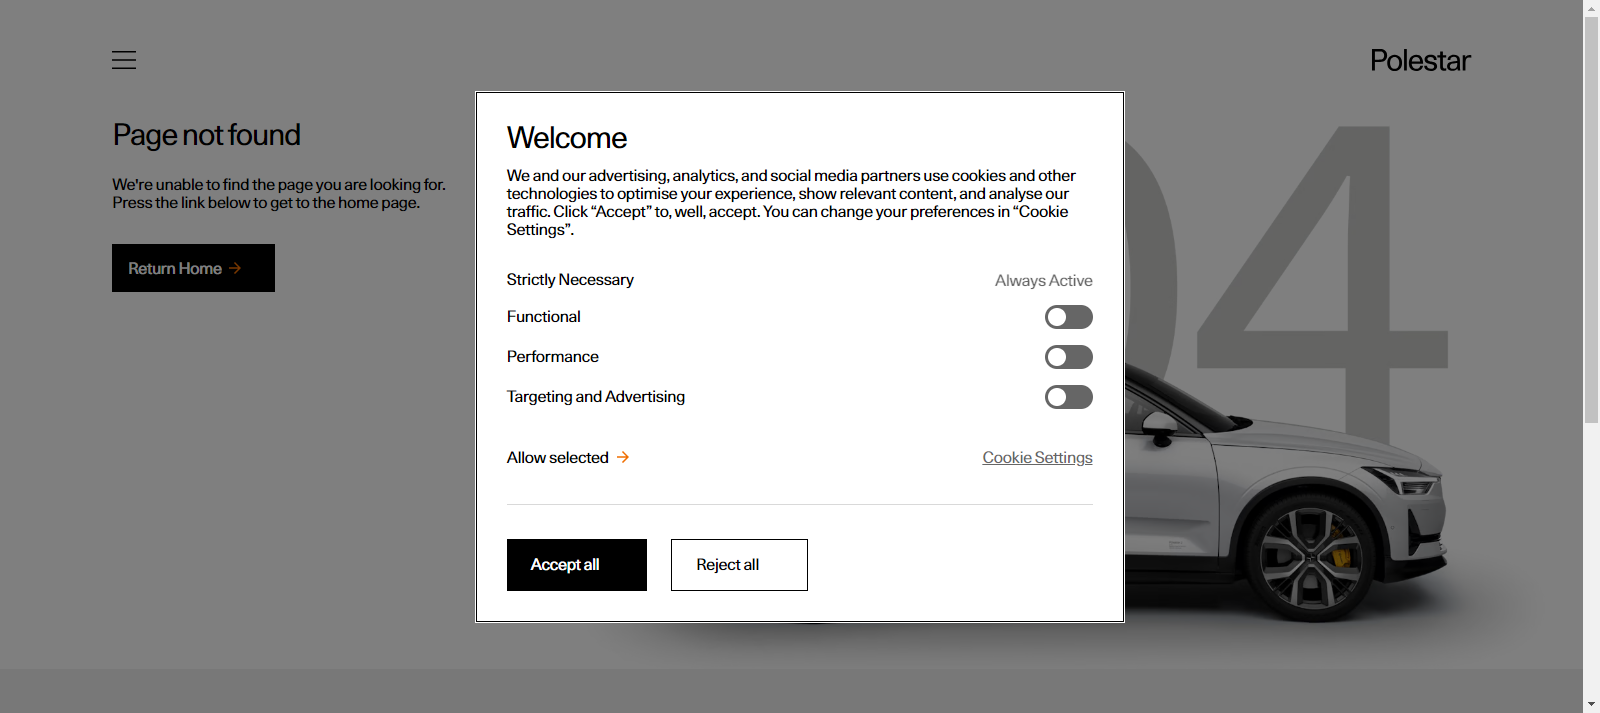 Polestar
Page not found
We're unable to find the page you are looking for.
Press the link below to get to the home page.
Return Home →
04
Welcome
We and our advertising, analytics, and social media partners use cookies and other
technologies to optimise your experience, show relevant content, and analyse our
traffic. Click “Accept” to, well, accept. You can change your preferences in “Cookie
Settings”.
Strictly Necessary
Always Active
Functional
Performance
Targeting and Advertising
Allow selected →
Cookie Settings
Accept all
Reject all